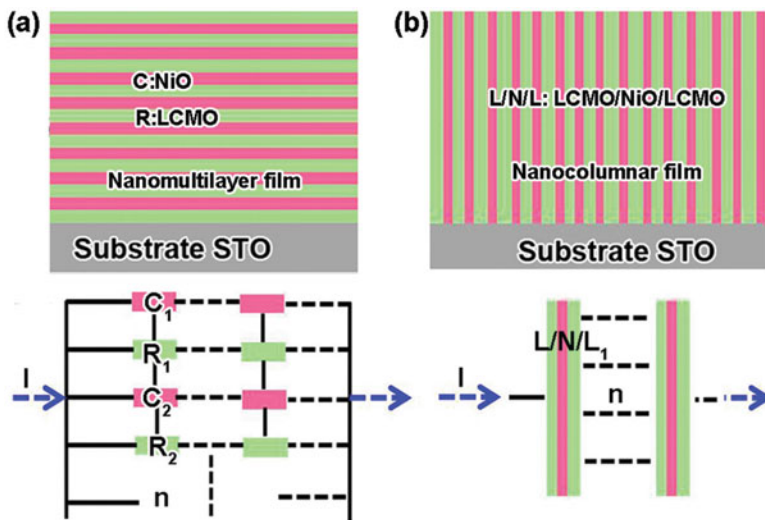 (a)
C:NiO
R:LCMO
Nanomultilayer film
Substrate STO
(b)
L/N/L: LCMO/NiO/LCMO
Nanocolumnar film
Substrate STO
I
C1
R1
C2
R2
n
I
L/N/L1
n